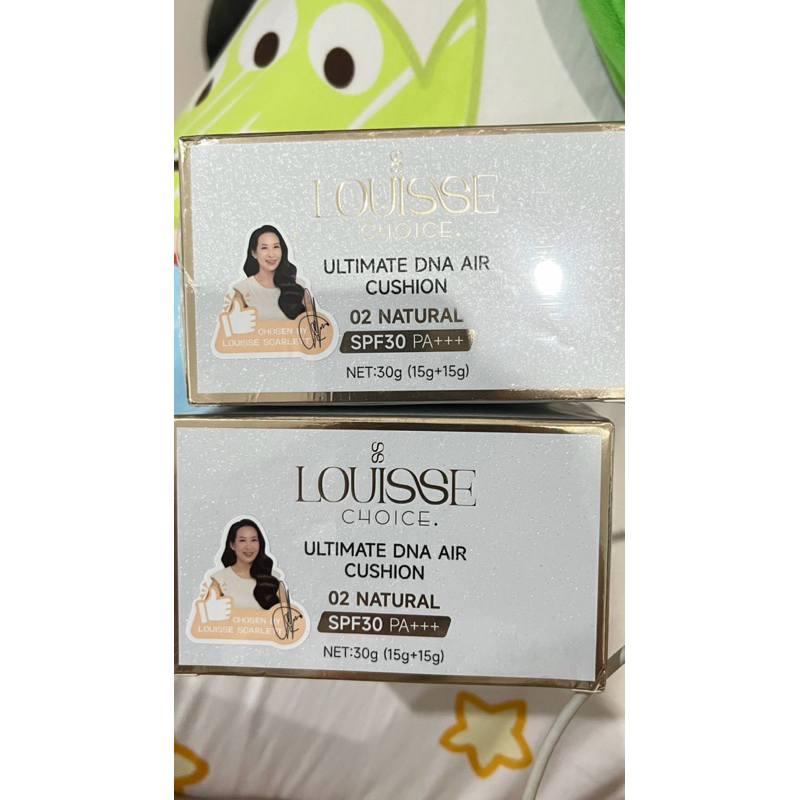 LOUISSE
CHOICE.
ULTIMATE DNA AIR
CUSHION
02 NATURAL
SPF30 PA+++
NET:30g (15g+15g)
CHOSEN BY
LOUISSE SCARLETT
LOUISSE
CHOICE.
ULTIMATE DNA AIR
CUSHION
02 NATURAL
SPF30 PA+++
NET:30g (15g+15g)
CHOSEN BY
LOUISSE SCARLETT